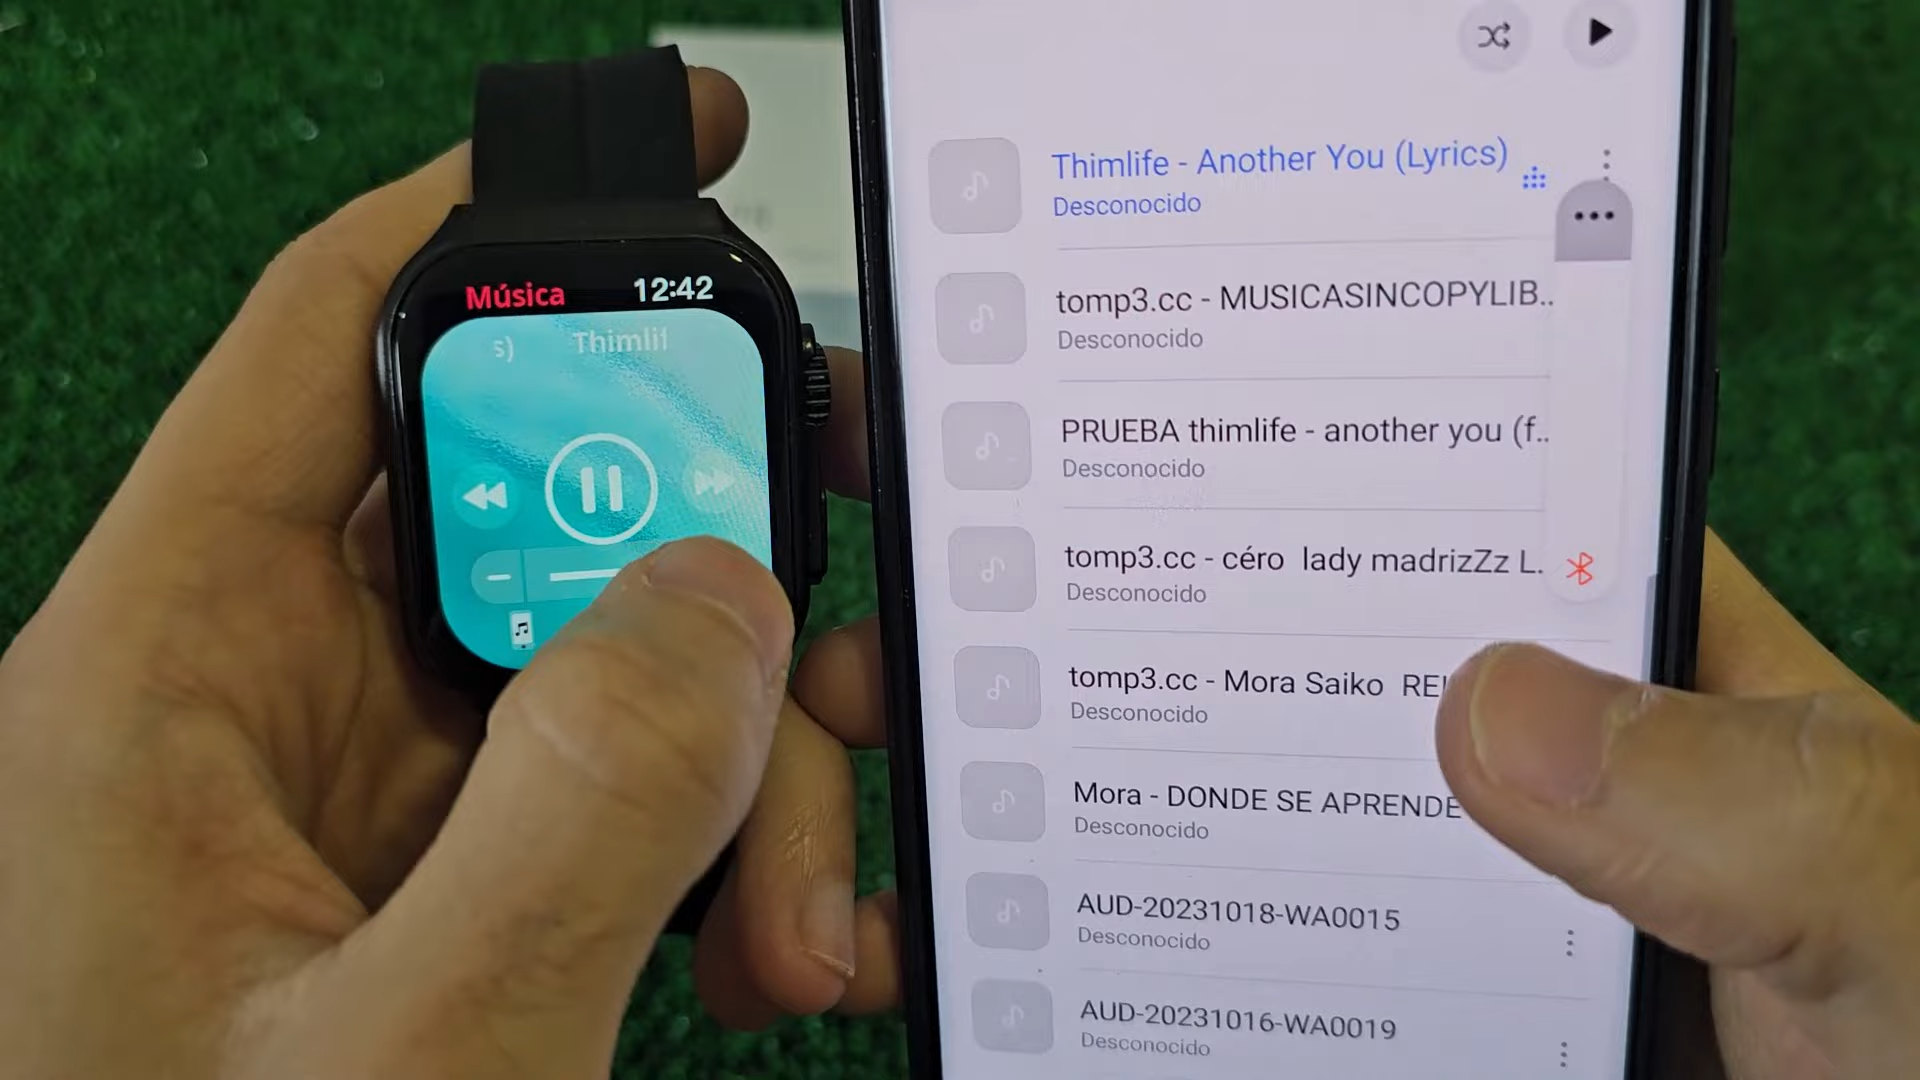 Música 12:42
s) Thimlif
Thimlife - Another You (Lyrics)
Desconocido
tomp3.cc - MUSICASINCOPYLIB..
Desconocido
PRUEBA thimlife - another you (f..
Desconocido
tomp3.cc - céro lady madrizZz L.
Desconocido
tomp3.cc - Mora Saiko
Desconocido
Mora - DONDE SE APRENDE
Desconocido
AUD-20231018-WA0015
Desconocido
AUD-20231016-WA0019
Desconocido